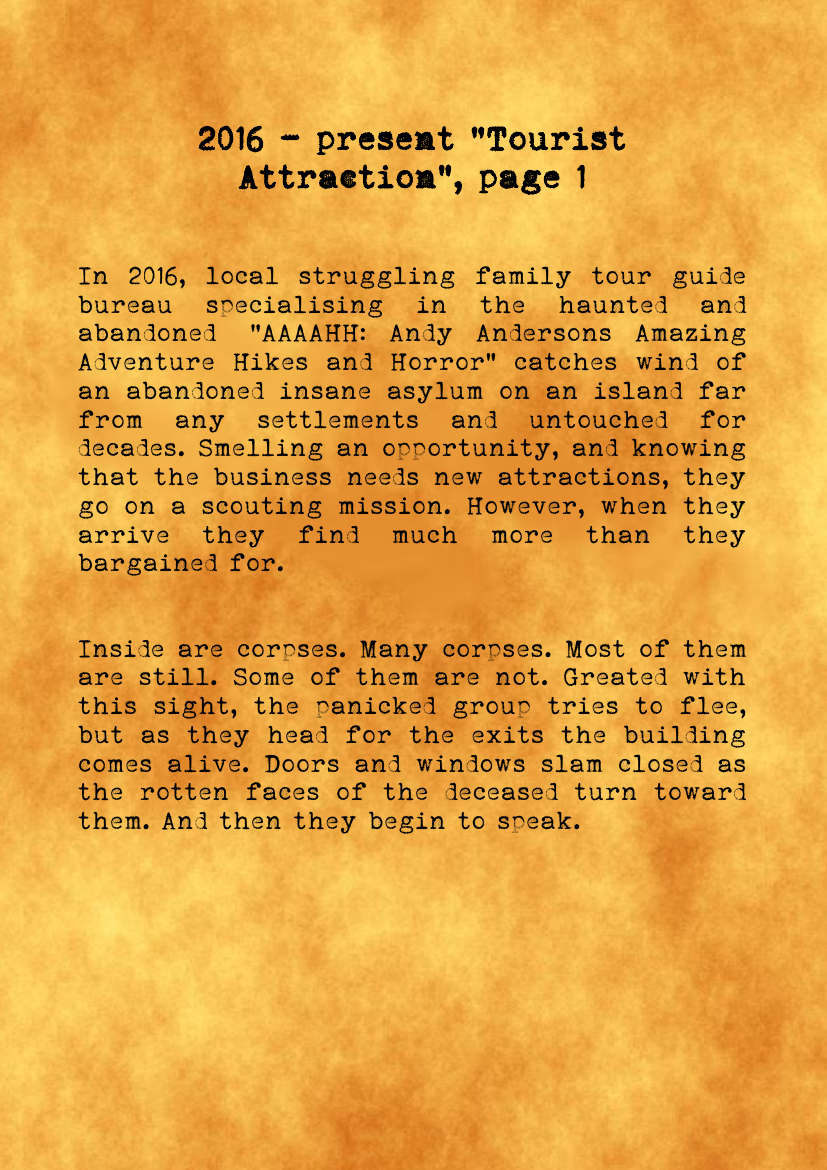 2016 – present "Tourist
Attraction", page 1
In 2016, local struggling family tour guide
bureau specialising in the haunted and
abandoned "AAAAHH: Andy Andersons Amazing
Adventure Hikes and Horror" catches wind of
an abandoned insane asylum on an island far
from any settlements and untouched for
decades. Smelling an opportunity, and knowing
that the business needs new attractions, they
go on a scouting mission. However, when they
arrive they find much more than they
bargained for.
Inside are corpses. Many corpses. Most of them
are still. Some of them are not. Greated with
this sight, the panicked group tries to flee,
but as they head for the exits the building
comes alive. Doors and windows slam closed as
the rotten faces of the deceased turn toward
them. And then they begin to speak.